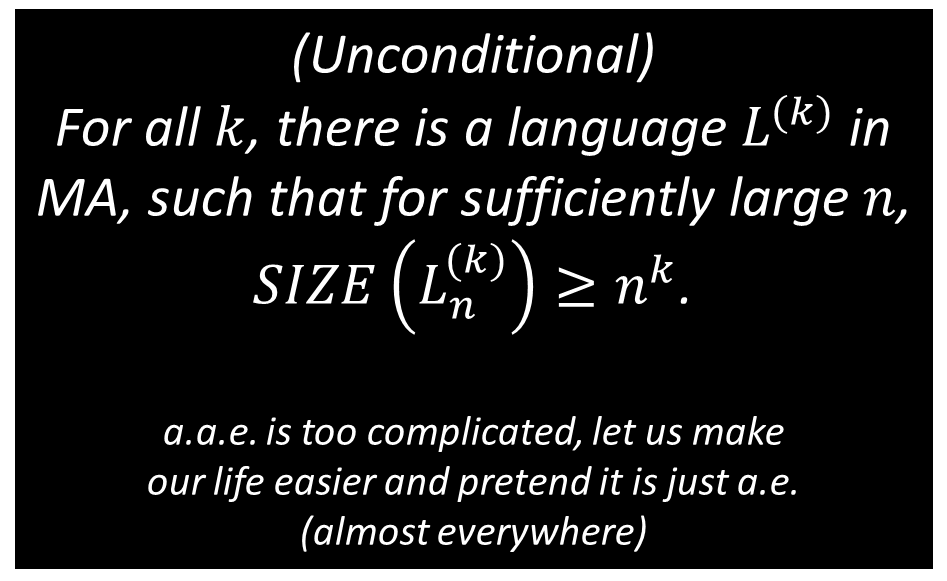 (Unconditional)
For all k, there is a language L^(k) in
MA, such that for sufficiently large n,
SIZE (L_n^(k)) ≥ n^k.
a.a.e. is too complicated, let us make
our life easier and pretend it is just a.e.
(almost everywhere)